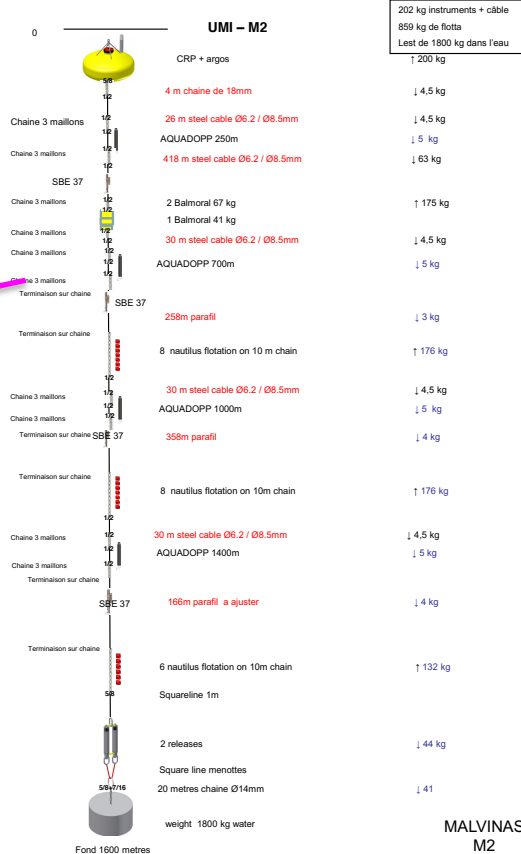 202 kg instruments + câble
859 kg de flotta
Lest de 1800 kg dans l'eau
0
UMI – M2
CRP + argos ↑ 200 kg
5/8
1/2
4 m chaine de 18mm ↓ 4,5 kg
1/2
26 m steel cable Ø6.2 / Ø8.5mm ↓ 4,5 kg
Chaine 3 maillons
1/2
AQUADOPP 250m ↓ 5 kg
Chaine 3 maillons
1/2
418 m steel cable Ø6.2 / Ø8.5mm ↓ 63 kg
1/2
SBE 37
Chaine 3 maillons
1/2
2 Balmoral 67 kg ↑ 175 kg
1/2
1 Balmoral 41 kg
Chaine 3 maillons
1/2
30 m steel cable Ø6.2 / Ø8.5mm ↓ 4,5 kg
1/2
Chaine 3 maillons
1/2
AQUADOPP 700m ↓ 5 kg
1/2
Chaine 3 maillons
1/2
Terminaison sur chaine
SBE 37
258m parafil ↓ 3 kg
Terminaison sur chaine
8 nautilus flotation on 10 m chain ↑ 176 kg
1/2
30 m steel cable Ø6.2 / Ø8.5mm ↓ 4,5 kg
Chaine 3 maillons
1/2
1/2
AQUADOPP 1000m ↓ 5 kg
Chaine 3 maillons
1/2
Terminaison sur chaine
SBE 37
358m parafil ↓ 4 kg
Terminaison sur chaine
8 nautilus flotation on 10m chain ↑ 176 kg
1/2
30 m steel cable Ø6.2 / Ø8.5mm ↓ 4,5 kg
Chaine 3 maillons
1/2
1/2
AQUADOPP 1400m ↓ 5 kg
Chaine 3 maillons
1/2
Terminaison sur chaine
SBE 37
166m parafil a ajuster ↓ 4 kg
Terminaison sur chaine
6 nautilus flotation on 10m chain ↑ 132 kg
5/8
Squareline 1m
2 releases ↓ 44 kg
Square line menottes
5/8+7/16
20 metres chaine Ø14mm ↓ 41
weight 1800 kg water
Fond 1600 metres
MALVINAS
M2